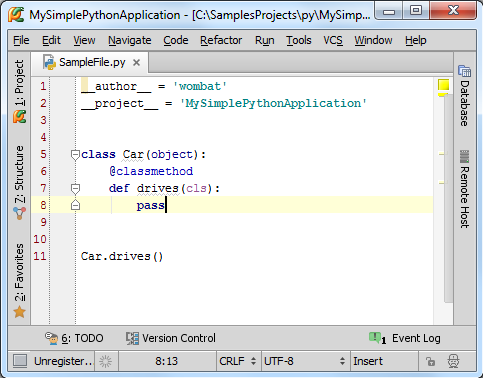 MySimplePythonApplication - [C:\SamplesProjects\py\MySimp...
File Edit View Navigate Code Refactor Run Tools VCS Window Help
SampleFile.py
1: Project
7: Structure
2: Favorites
1 __author__ = 'wombat'
2 __project__ = 'MySimplePythonApplication'
3
4
5 class Car(object):
6 @classmethod
7 def drives(cls):
8 pass
9
10
11 Car.drives()
Database
Remote Host
6: TODO Version Control 1 Event Log
Unregister.. 8:13 CRLF UTF-8 Insert